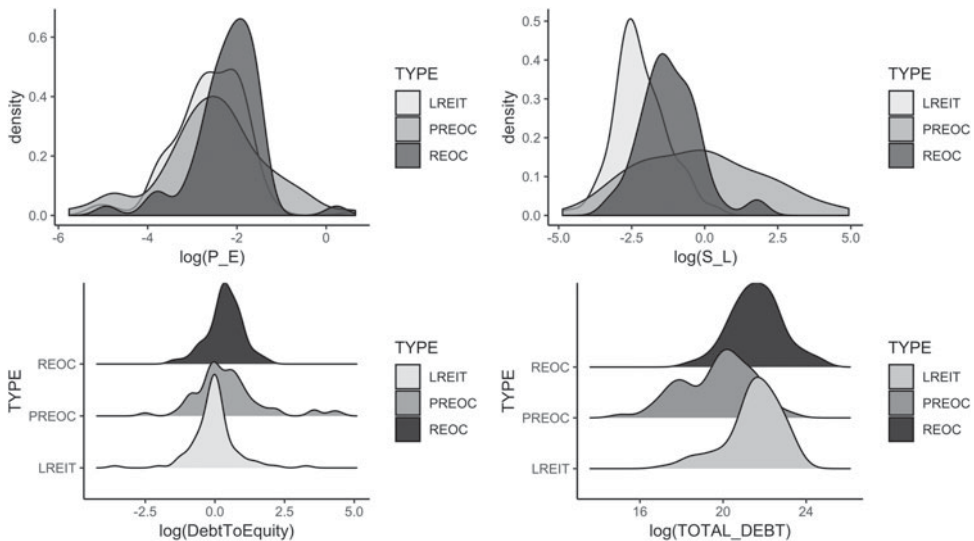 0.6
0.4
0.2
0.0
density
-6
-4
-2
0
log(P_E)
TYPE
LREIT
PREOC
REOC
0.5
0.4
0.3
0.2
0.1
0.0
density
-5.0
-2.5
0.0
2.5
5.0
log(S_L)
TYPE
LREIT
PREOC
REOC
REOC
PREOC
LREIT
TYPE
-2.5
0.0
2.5
5.0
log(DebtToEquity)
TYPE
LREIT
PREOC
REOC
REOC
PREOC
LREIT
TYPE
16
20
24
log(TOTAL_DEBT)
TYPE
LREIT
PREOC
REOC